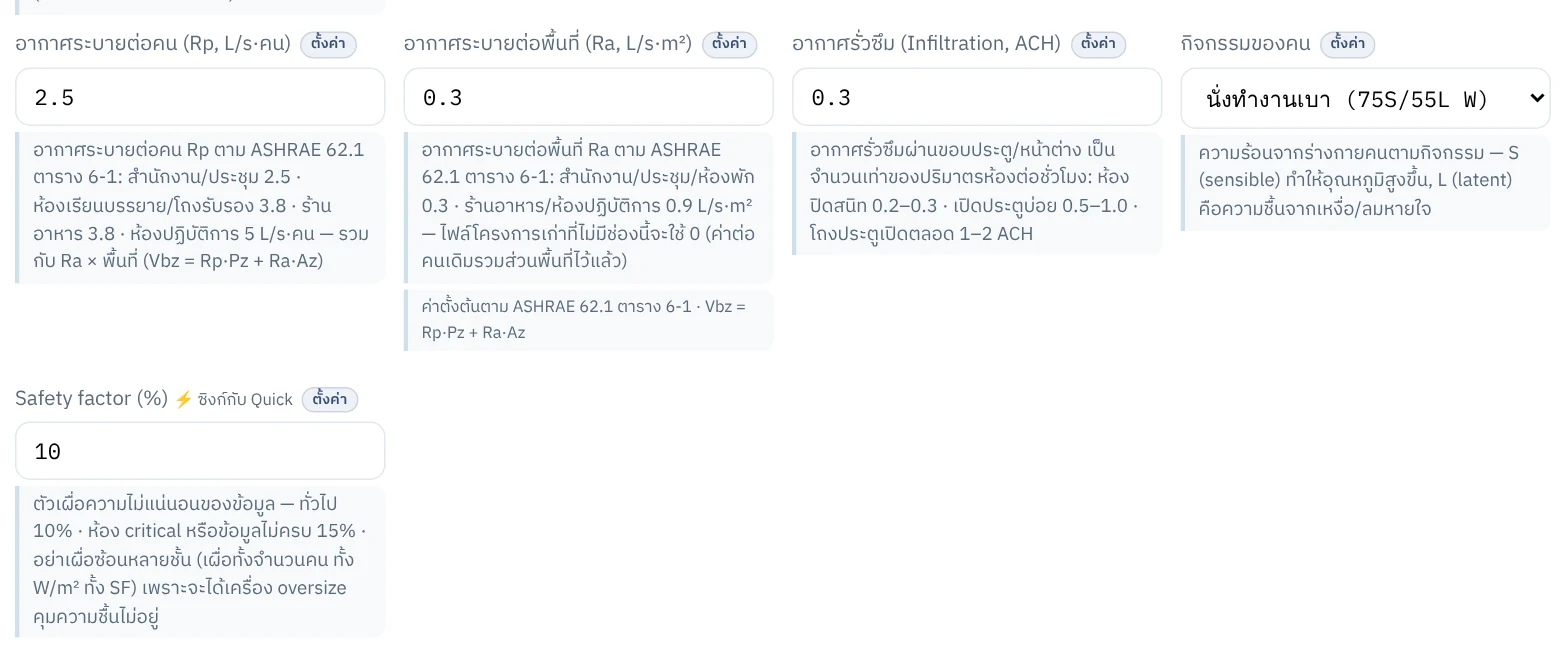 อากาศระบายต่อคน (Rp, L/s·คน) ตั้งค่า
2.5
อากาศระบายต่อคน Rp ตาม ASHRAE 62.1
ตาราง 6-1: สำนักงาน/ประชุม 2.5 ·
ห้องเรียนบรรยาย/โถงรับรอง 3.8 · ร้าน
อาหาร 3.8 · ห้องปฏิบัติการ 5 L/s·คน — รวม
กับ Ra × พื้นที่ (Vbz = Rp·Pz + Ra·Az)
อากาศระบายต่อพื้นที่ (Ra, L/s·m²) ตั้งค่า
0.3
อากาศระบายต่อพื้นที่ Ra ตาม ASHRAE
62.1 ตาราง 6-1: สำนักงาน/ประชุม/ห้องพัก
0.3 · ร้านอาหาร/ห้องปฏิบัติการ 0.9 L/s·m²
— ไฟล์โครงการเก่าที่ไม่มีช่องนี้จะใช้ 0 (ค่าต่อ
คนเดิมรวมส่วนพื้นที่ไว้แล้ว)
ค่าตั้งต้นตาม ASHRAE 62.1 ตาราง 6-1 · Vbz =
Rp·Pz + Ra·Az
อากาศรั่วซึม (Infiltration, ACH) ตั้งค่า
0.3
อากาศรั่วซึมผ่านขอบประตู/หน้าต่าง เป็น
จำนวนเท่าของปริมาตรห้องต่อชั่วโมง: ห้อง
ปิดสนิท 0.2–0.3 · เปิดประตูบ่อย 0.5–1.0 ·
โถงประตูเปิดตลอด 1–2 ACH
กิจกรรมของคน ตั้งค่า
นั่งทำงานเบา (75S/55L W)
ความร้อนจากร่างกายคนตามกิจกรรม — S
(sensible) ทำให้อุณหภูมิสูงขึ้น, L (latent)
คือความชื้นจากเหงื่อ/ลมหายใจ
Safety factor (%) ⚡ ซิงก์กับ Quick ตั้งค่า
10
ตัวเผื่อความไม่แน่นอนของข้อมูล — ทั่วไป
10% · ห้อง critical หรือข้อมูลไม่ครบ 15% ·
อย่าเผื่อซ้อนหลายชั้น (เผื่อทั้งจำนวนคน ทั้ง
W/m² ทั้ง SF) เพราะจะได้เครื่อง oversize
คุมความชื้นไม่อยู่